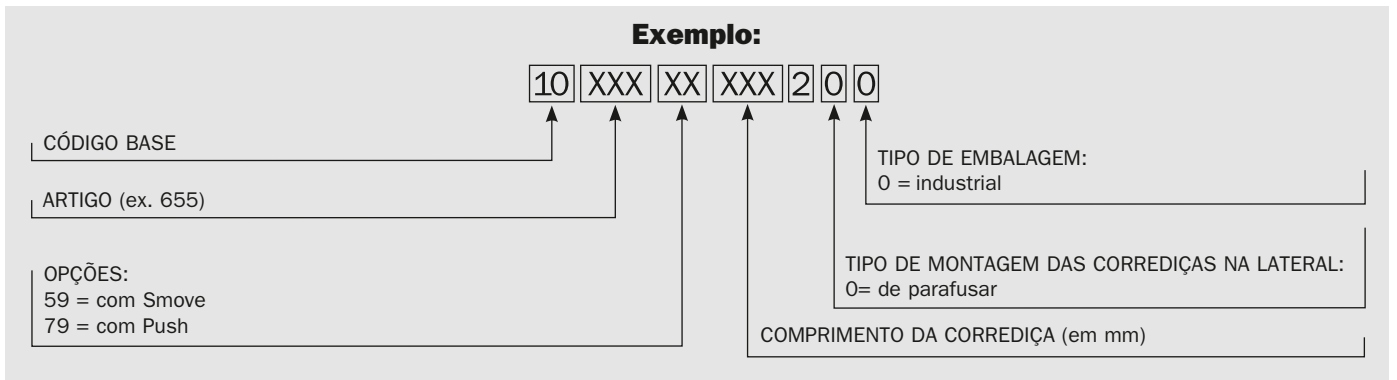 Exemplo:
10 XXX XX XXX 2 0 0
CÓDIGO BASE
ARTIGO (ex. 655)
OPÇÕES:
59 = com Smove
79 = com Push
TIPO DE EMBALAGEM:
0 = industrial
TIPO DE MONTAGEM DAS CORREDIÇAS NA LATERAL:
0= de parafusar
COMPRIMENTO DA CORREDIÇA (em mm)